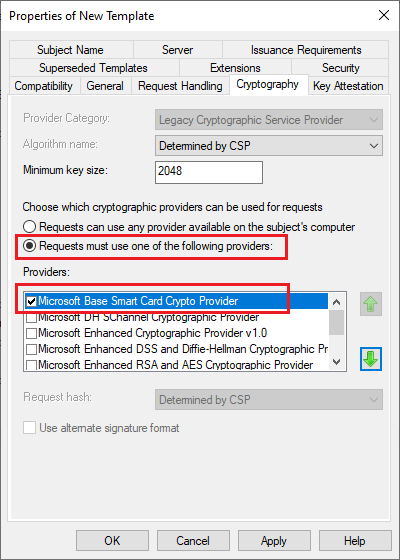 Properties of New Template
Subject Name
Server
Issuance Requirements
Superseded Templates
Extensions
Security
Compatibility
General
Request Handling
Cryptography
Key Attestation
Provider Category:
Legacy Cryptographic Service Provider
Algorithm name:
Determined by CSP
Minimum key size:
2048
Choose which cryptographic providers can be used for requests
Requests can use any provider available on the subject's computer
Requests must use one of the following providers:
Providers:
Microsoft Base Smart Card Crypto Provider
Microsoft DH SChannel Cryptographic Provider
Microsoft Enhanced Cryptographic Provider v1.0
Microsoft Enhanced DSS and Diffie-Hellman Cryptographic Pr
Microsoft Enhanced RSA and AES Cryptographic Provider
Request hash:
Determined by CSP
Use alternate signature format
OK
Cancel
Apply
Help